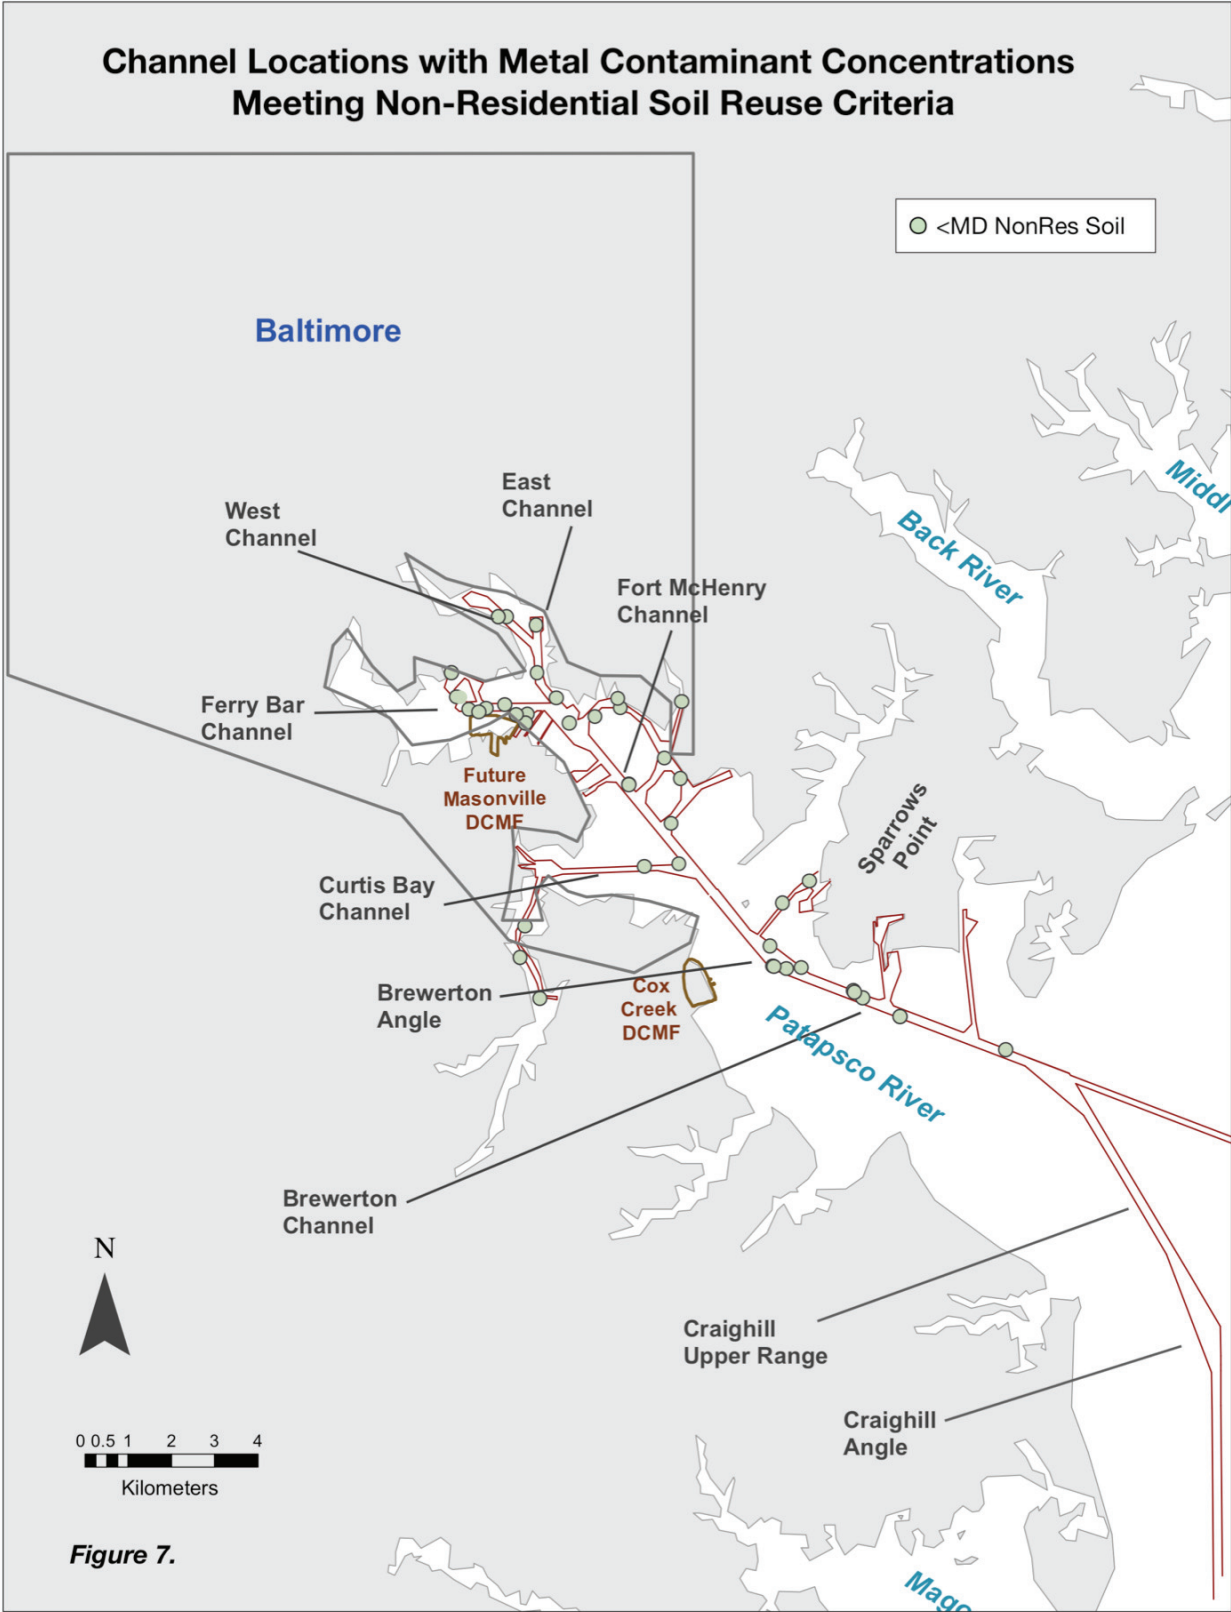 Channel Locations with Metal Contaminant Concentrations
Meeting Non-Residential Soil Reuse Criteria
<MD NonRes Soil
Baltimore
Middl
Back River
East
Channel
West
Channel
Fort McHenry
Channel
Ferry Bar
Channel
Future
Masonville
DCMF
Sparrows
Point
Curtis Bay
Channel
Brewerton
Angle
Cox
Creek
DCMF
Patapsco River
Brewerton
Channel
N
Craighill
Upper Range
Craighill
Angle
0 0.5 1 2 3 4
Kilometers
Figure 7.
Mago